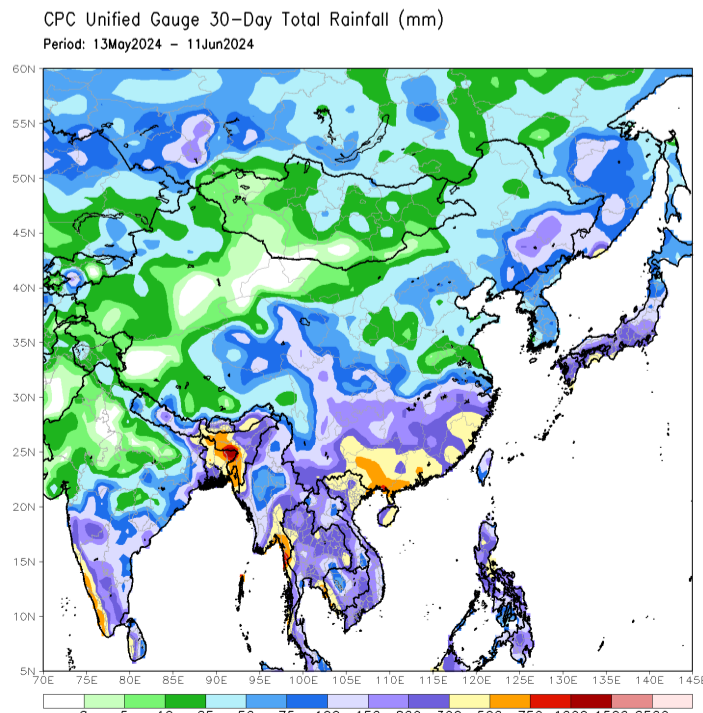 CPC Unified Gauge 30-Day Total Rainfall (mm)
Period: 13May2024 - 11Jun2024
60N
55N
50N
45N
40N
35N
30N
25N
20N
15N
10N
5N
70E 75E 80E 85E 90E 95E 100E 105E 110E 115E 120E 125E 130E 135E 140E 145E